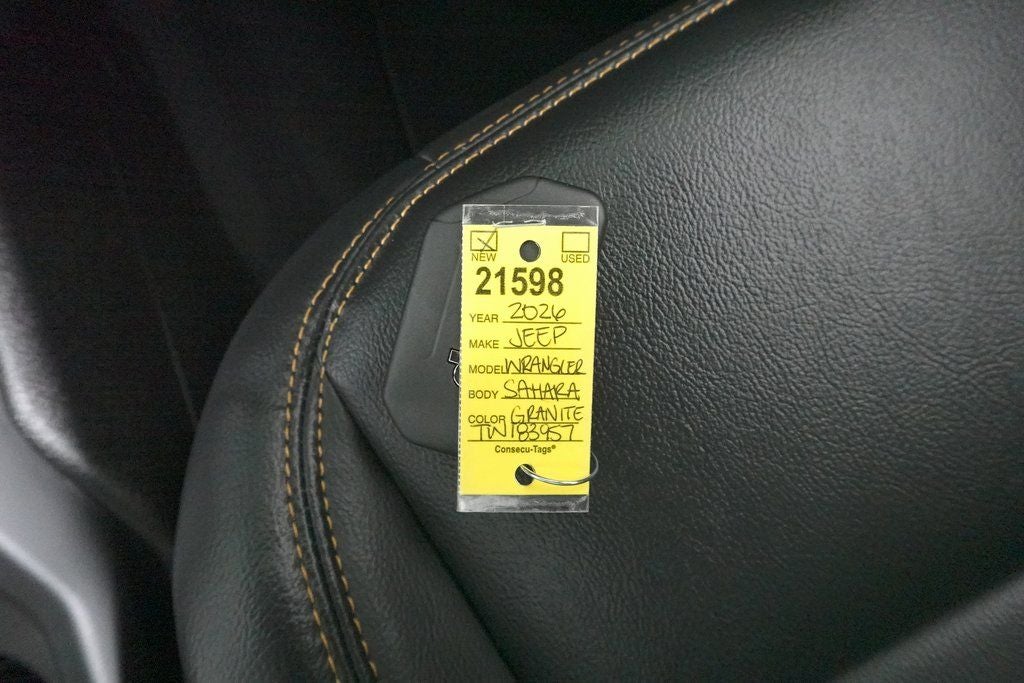 NEW USED
21598
YEAR 2026
MAKE JEEP
MODEL WRANGLER
BODY SAHARA
COLOR GRANITE
TW183957
Consecu-Tags®